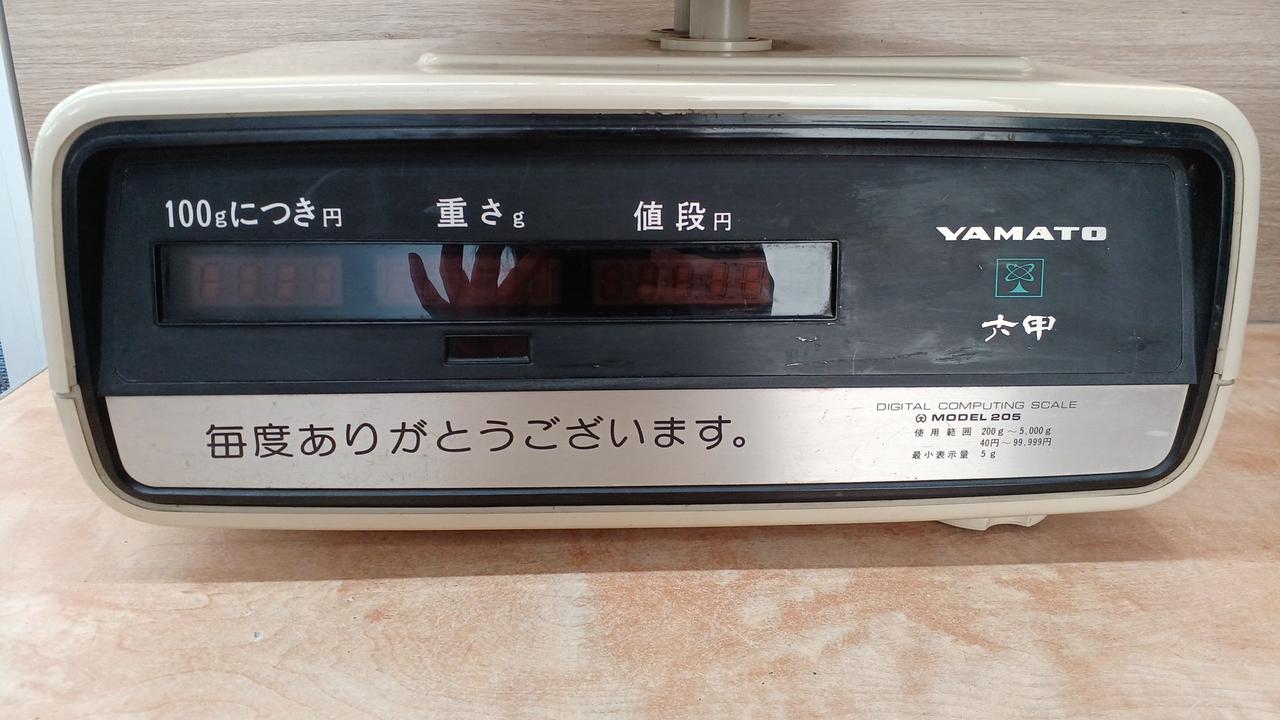 100gにつき円 重さg 値段円
YAMATO
六甲
毎度ありがとうございます。
DIGITAL COMPUTING SCALE
MODEL 205
使用範囲 200g～5,000g
40円～99,999円
最小表示量 5g